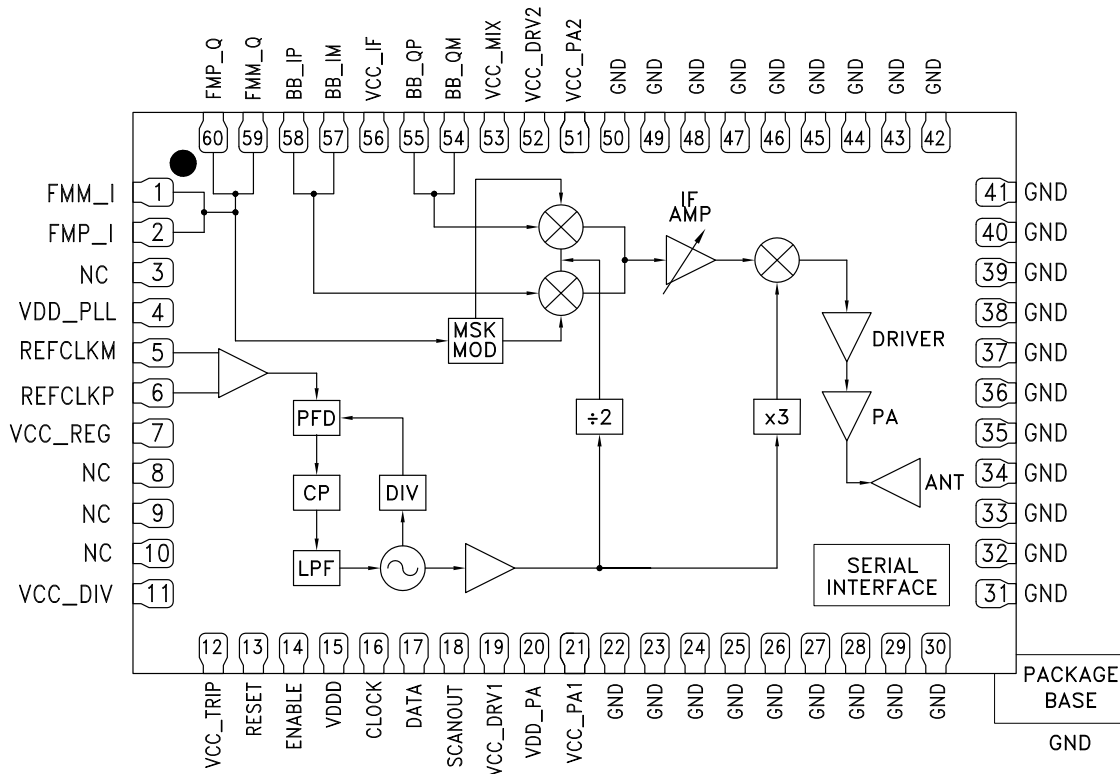 FMP_Q
FMM_Q
BB_IP
BB_IM
VCC_IF
BB_QP
BB_QM
VCC_MIX
VCC_DRV2
VCC_PA2
GND
GND
GND
GND
GND
GND
GND
GND
GND
60 59 58 57 56 55 54 53 52 51 50 49 48 47 46 45 44 43 42
FMM_I 1
FMP_I 2
NC 3
VDD_PLL 4
REFCLKM 5
REFCLKP 6
VCC_REG 7
NC 8
NC 9
NC 10
VCC_DIV 11
IF
AMP
MSK
MOD
DRIVER
PFD
÷2
x3
PA
CP
DIV
ANT
LPF
SERIAL
INTERFACE
41 GND
40 GND
39 GND
38 GND
37 GND
36 GND
35 GND
34 GND
33 GND
32 GND
31 GND
12 13 14 15 16 17 18 19 20 21 22 23 24 25 26 27 28 29 30
VCC_TRIP
RESET
ENABLE
VDDD
CLOCK
DATA
SCANOUT
VCC_DRV1
VDD_PA
VCC_PA1
GND
GND
GND
GND
GND
GND
GND
GND
GND
PACKAGE
BASE
GND